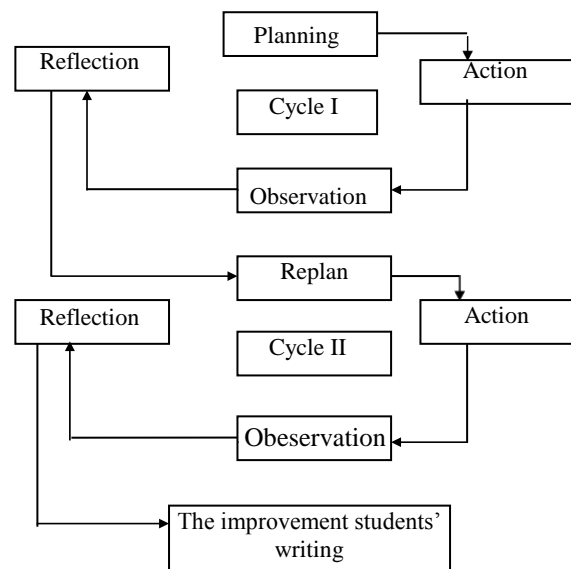 Planning
Reflection
Action
Cycle I
Observation
Replan
Reflection
Action
Cycle II
Obeservation
The improvement students’
writing